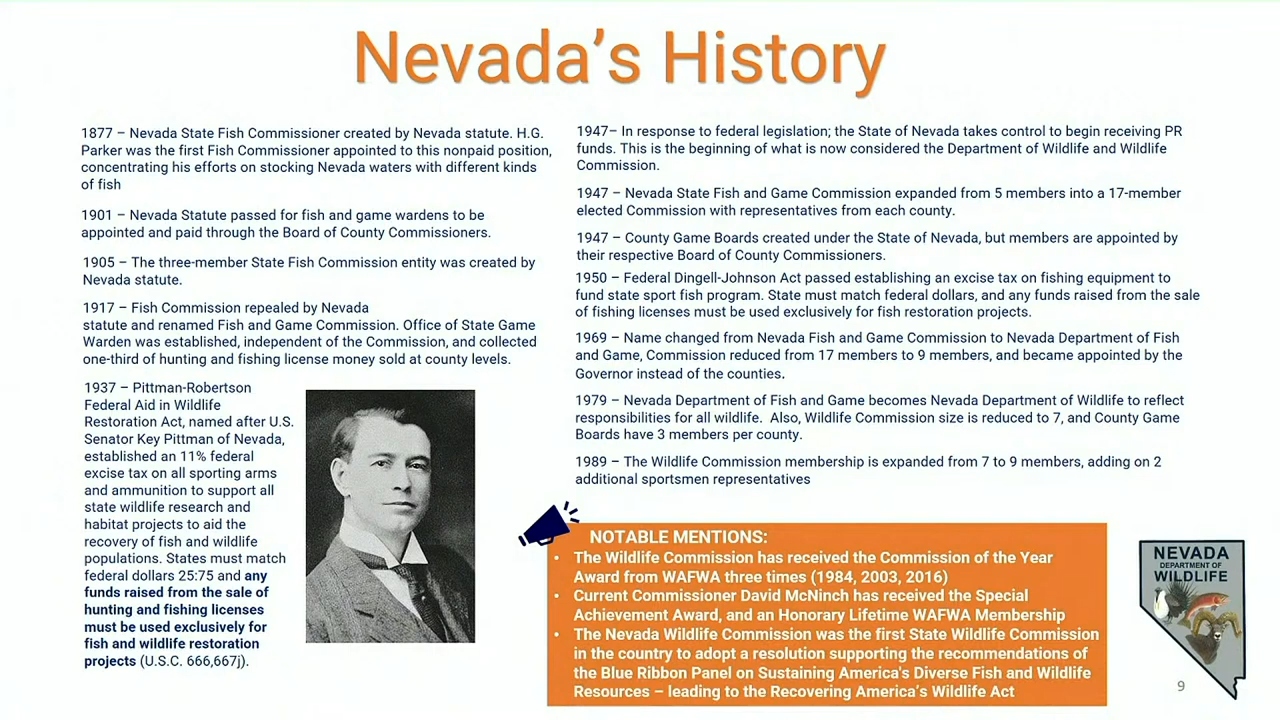 Nevada's History
1877 – Nevada State Fish Commissioner created by Nevada statute. H.G.
Parker was the first Fish Commissioner appointed to this nonpaid position,
concentrating his efforts on stocking Nevada waters with different kinds
of fish
1901 – Nevada Statute passed for fish and game wardens to be
appointed and paid through the Board of County Commissioners.
1905 – The three-member State Fish Commission entity was created by
Nevada statute.
1917 – Fish Commission repealed by Nevada
statute and renamed Fish and Game Commission. Office of State Game
Warden was established, independent of the Commission, and collected
one-third of hunting and fishing license money sold at county levels.
1937 – Pittman-Robertson
Federal Aid in Wildlife
Restoration Act, named after U.S.
Senator Key Pittman of Nevada,
established an 11% federal
excise tax on all sporting arms
and ammunition to support all
state wildlife research and
habitat projects to aid the
recovery of fish and wildlife
populations. States must match
federal dollars 25:75 and any
funds raised from the sale of
hunting and fishing licenses
must be used exclusively for
fish and wildlife restoration
projects (U.S.C. 666,667j).
1947– In response to federal legislation; the State of Nevada takes control to begin receiving PR
funds. This is the beginning of what is now considered the Department of Wildlife and Wildlife
Commission.
1947 – Nevada State Fish and Game Commission expanded from 5 members into a 17-member
elected Commission with representatives from each county.
1947 – County Game Boards created under the State of Nevada, but members are appointed by
their respective Board of County Commissioners.
1950 – Federal Dingell-Johnson Act passed establishing an excise tax on fishing equipment to
fund state sport fish program. State must match federal dollars, and any funds raised from the sale
of fishing licenses must be used exclusively for fish restoration projects.
1969 – Name changed from Nevada Fish and Game Commission to Nevada Department of Fish
and Game, Commission reduced from 17 members to 9 members, and became appointed by the
Governor instead of the counties.
1979 – Nevada Department of Fish and Game becomes Nevada Department of Wildlife to reflect
responsibilities for all wildlife.  Also, Wildlife Commission size is reduced to 7, and County Game
Boards have 3 members per county.
1989 – The Wildlife Commission membership is expanded from 7 to 9 members, adding on 2
additional sportsmen representatives
NOTABLE MENTIONS:
• The Wildlife Commission has received the Commission of the Year
Award from WAFWA three times (1984, 2003, 2016)
• Current Commissioner David McNinch has received the Special
Achievement Award, and an Honorary Lifetime WAFWA Membership
• The Nevada Wildlife Commission was the first State Wildlife Commission
in the country to adopt a resolution supporting the recommendations of
the Blue Ribbon Panel on Sustaining America's Diverse Fish and Wildlife
Resources – leading to the Recovering America's Wildlife Act
NEVADA
DEPARTMENT OF
WILDLIFE
9